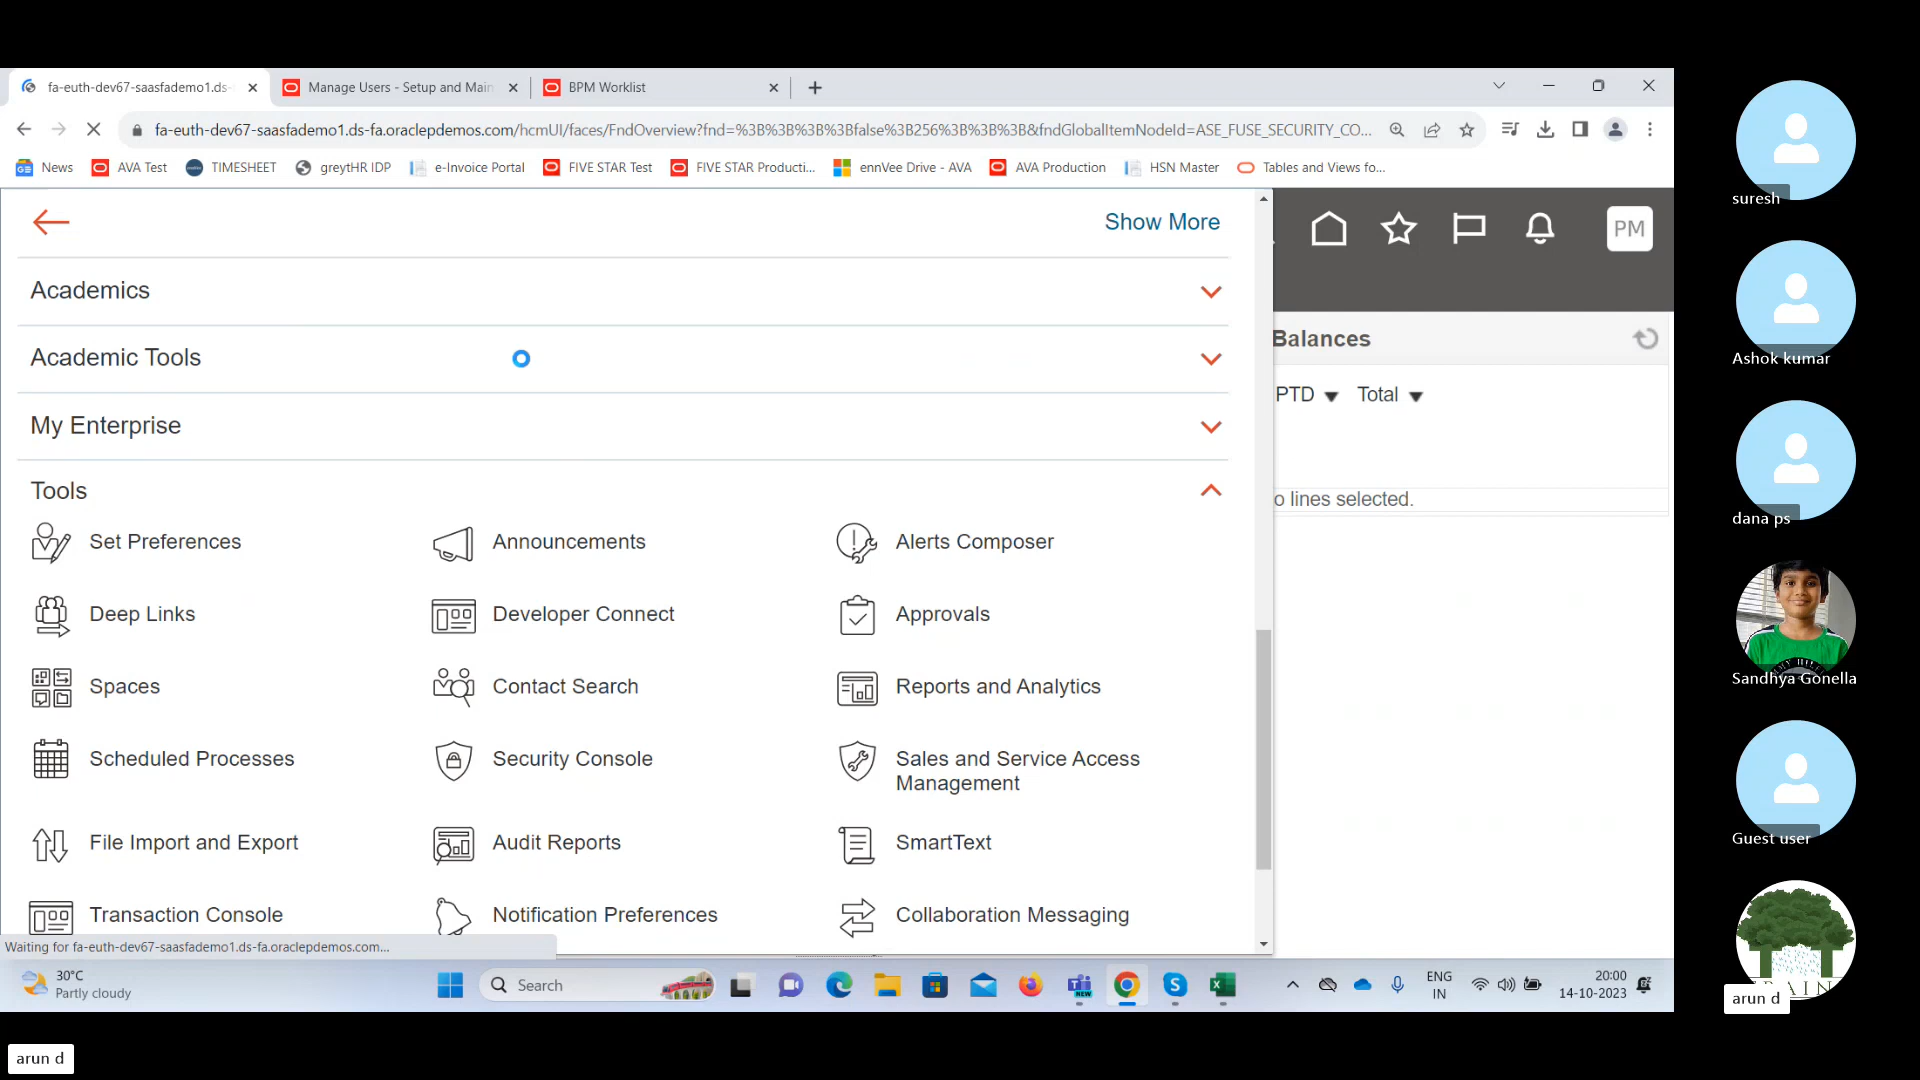 fa-euth-dev67-saasfademo1.ds-
Manage Users - Setup and Main
BPM Worklist
fa-euth-dev67-saasfademo1.ds-fa.oraclepdemos.com/hcmUI/faces/FndOverview?fnd=%3B%3B%3B%3Bfalse%3B256%3B%3B%3B&fndGlobalItemNodeId=ASE_FUSE_SECURITY_CO...
News
AVA Test
TIMESHEET
greytHR IDP
e-Invoice Portal
FIVE STAR Test
FIVE STAR Producti...
ennVee Drive - AVA
AVA Production
HSN Master
Tables and Views fo...
Show More
PM
Academics
Academic Tools
My Enterprise
Balances
PTD
Total
o lines selected.
Tools
Set Preferences
Announcements
Alerts Composer
Deep Links
Developer Connect
Approvals
Spaces
Contact Search
Reports and Analytics
Scheduled Processes
Security Console
Sales and Service Access
Management
File Import and Export
Audit Reports
SmartText
Transaction Console
Notification Preferences
Collaboration Messaging
Waiting for fa-euth-dev67-saasfademo1.ds-fa.oraclepdemos.com...
30°C
Partly cloudy
Search
NEW
ENG
IN
20:00
14-10-2023
suresh
Ashok kumar
dana ps
Sandhya Gonella
Guest user
arun d
arun d